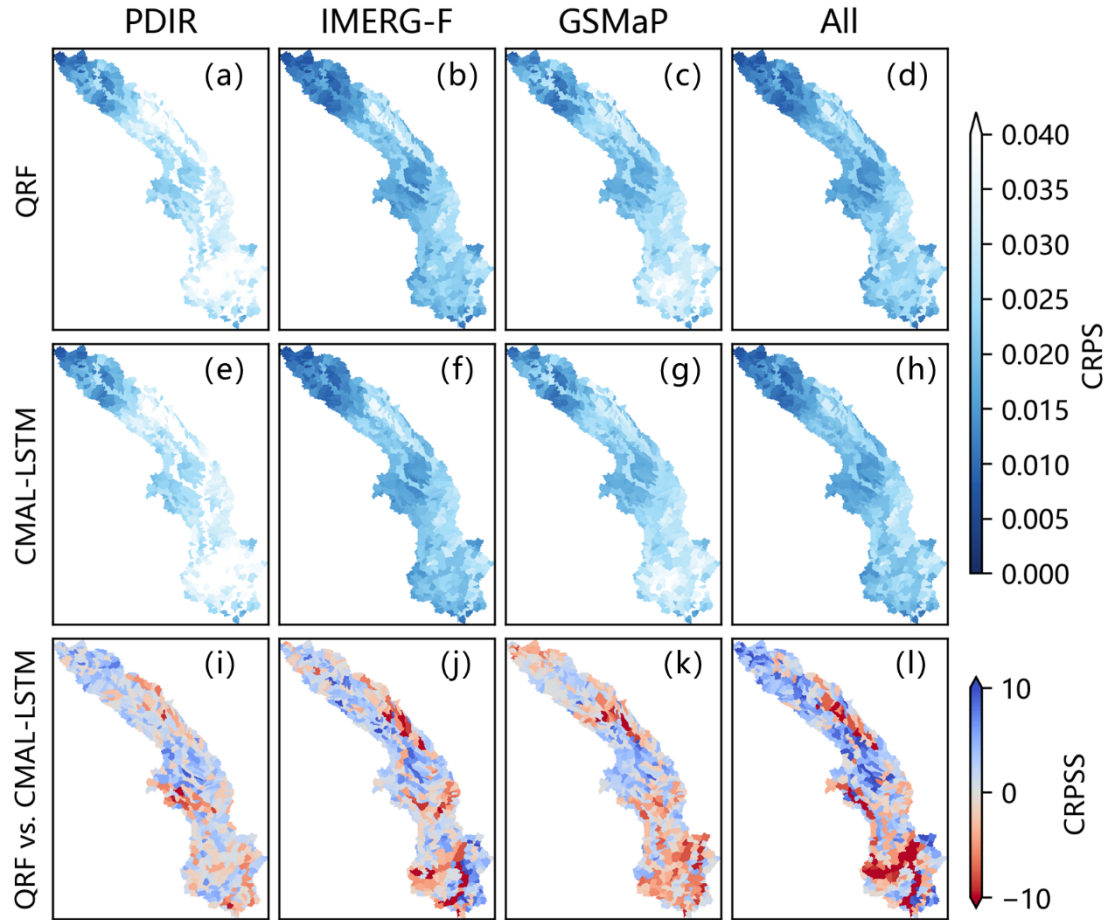 PDIR IMERG-F GSMaP All
QRF (a) (b) (c) (d)
CMAL-LSTM (e) (f) (g) (h)
QRF vs. CMAL-LSTM (i) (j) (k) (l)
0.040
0.035
0.030
0.025
0.020
0.015
0.010
0.005
0.000
CRPS
10
0
−10
CRPSS